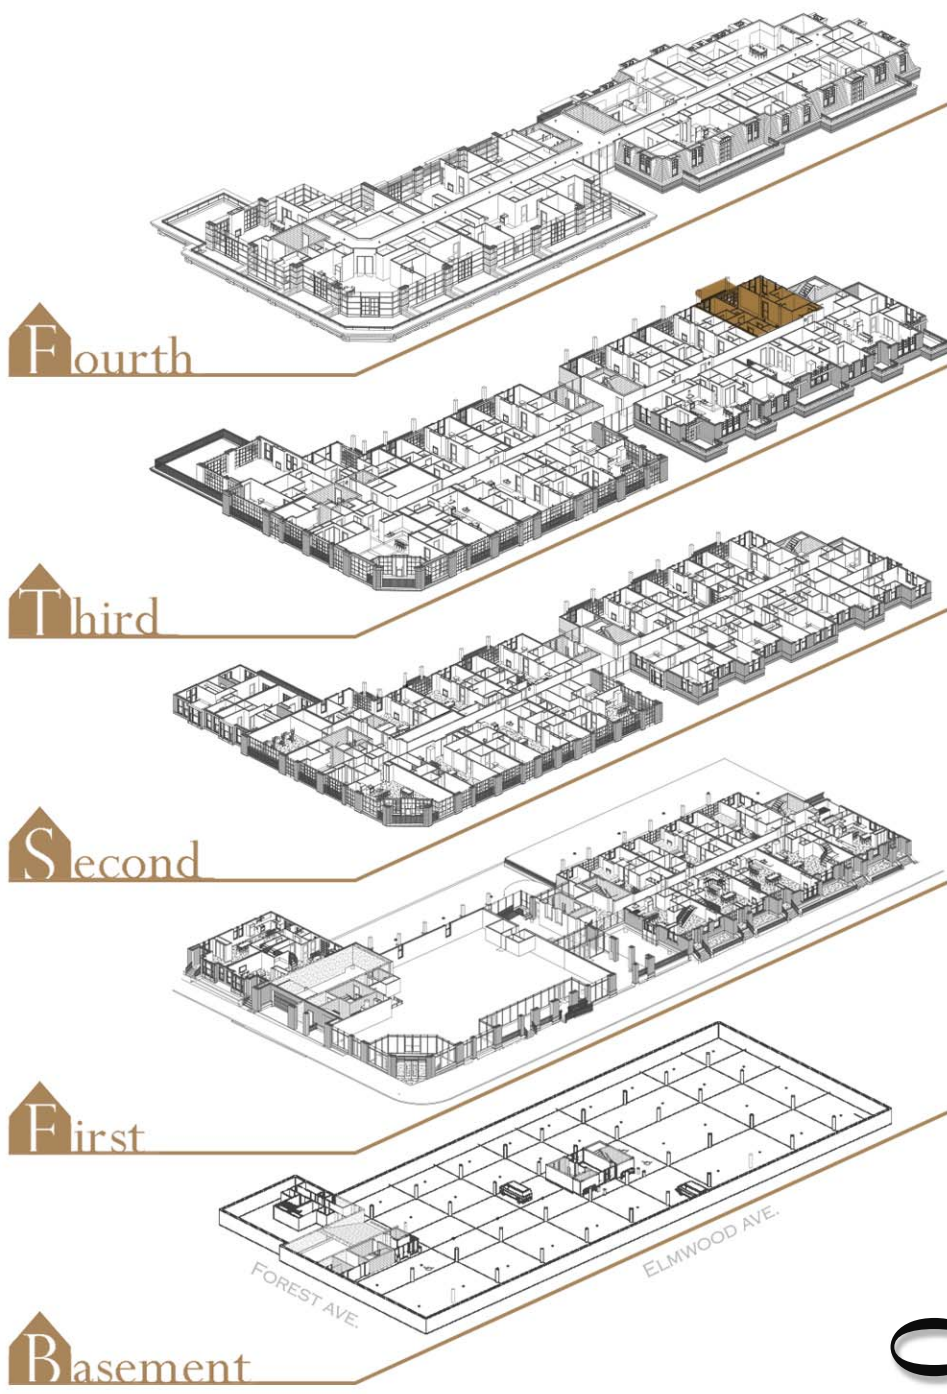 Fourth
Third
Second
First
FOREST AVE.
ELMWOOD AVE.
Basement